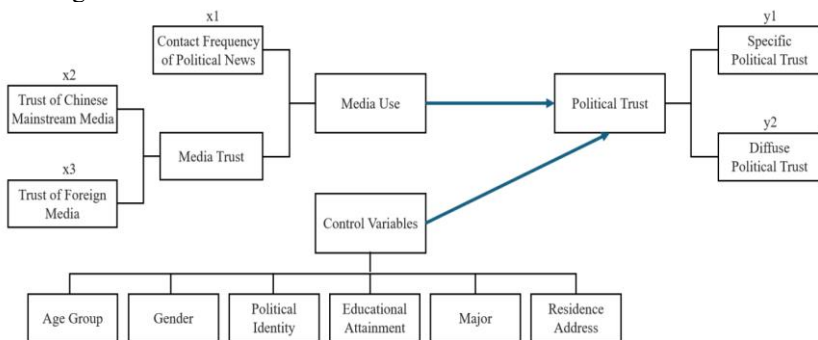 x1
Contact Frequency
of Political News
x2
Trust of Chinese
Mainstream Media
x3
Trust of Foreign
Media
Media Trust
Media Use
Political Trust
y1
Specific
Political Trust
y2
Diffuse
Political Trust
Control Variables
Age Group
Gender
Political
Identity
Educational
Attainment
Major
Residence
Address